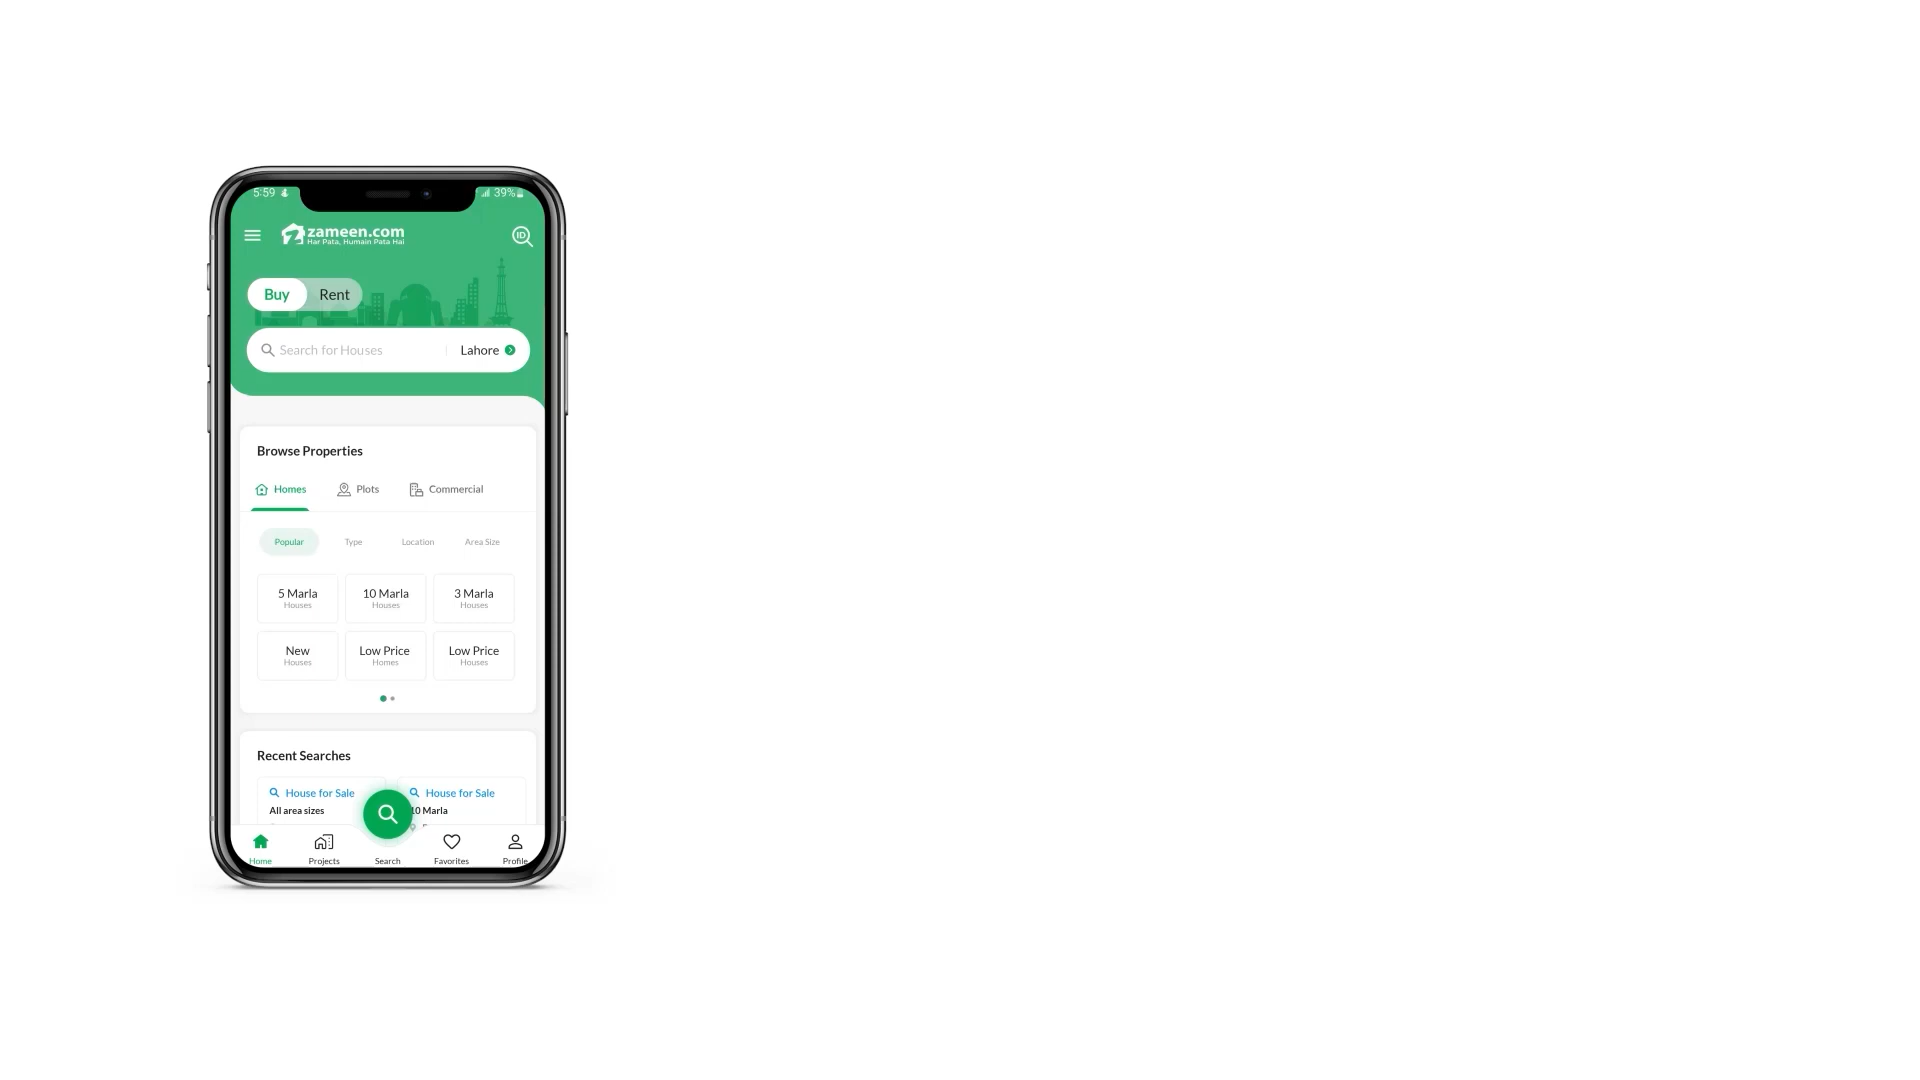 5:59
39%
zameen.com
Har Pata, Humain Pata Hai
ID
Buy
Rent
Search for Houses
Lahore
Browse Properties
Homes
Plots
Commercial
Popular
Type
Location
Area Size
5 Marla
Houses
10 Marla
Houses
3 Marla
Houses
New
Houses
Low Price
Homes
Low Price
Houses
Recent Searches
House for Sale
All area sizes
House for Sale
10 Marla
Home
Projects
Search
Favorites
Profile